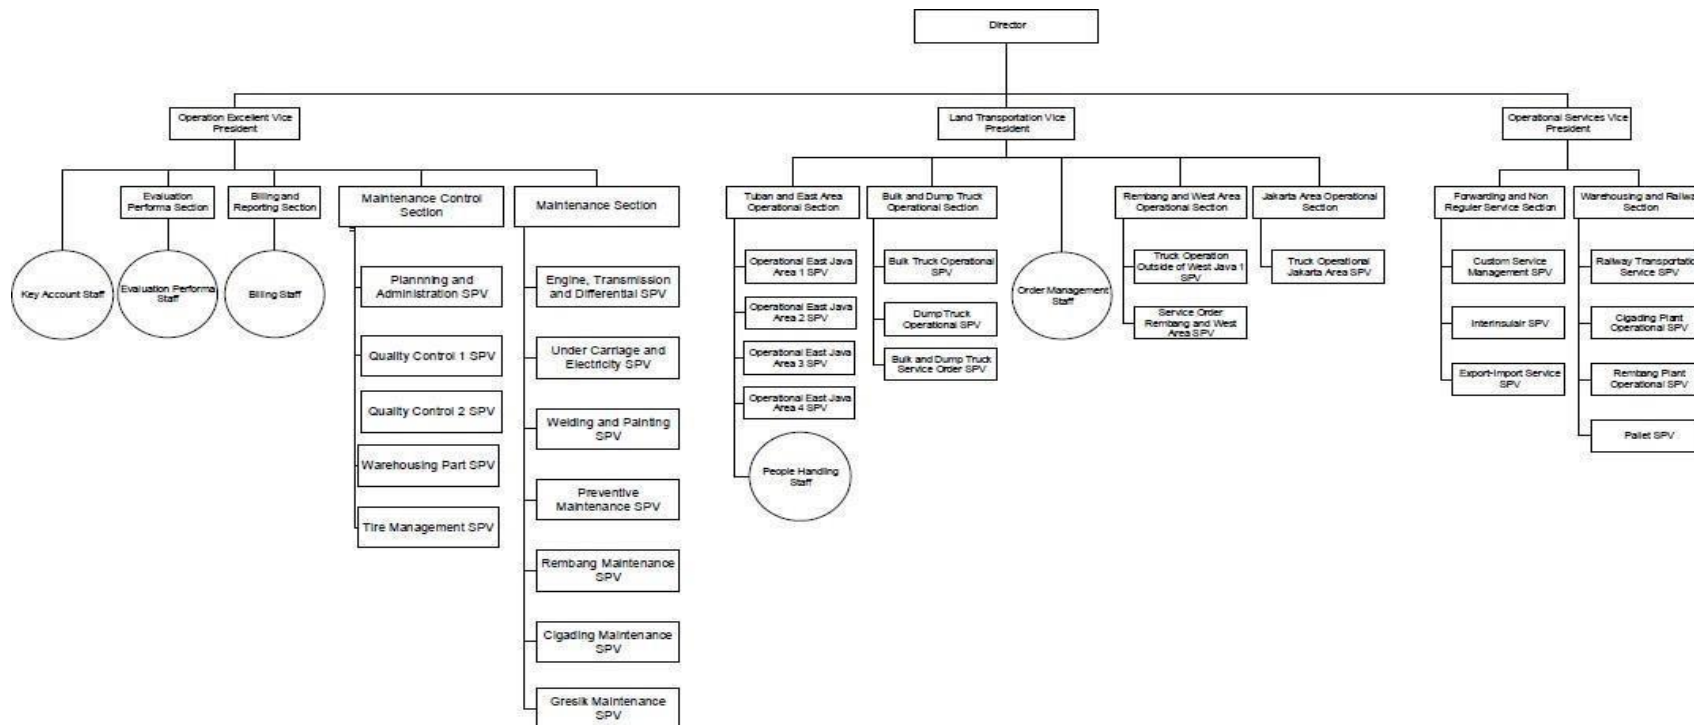 Director
Operation Excellent Vice
President
Land Transportation Vice
President
Operational Services Vice
President
Evaluation
Performa Section
Billing and
Reporting Section
Maintenance Control
Section
Maintenance Section
Tuban and East Area
Operational Section
Bulk and Dump Truck
Operational Section
Rembang and West Area
Operational Section
Jakarta Area Operational
Section
Forwarding and Non
Reguler Service Section
Warehousing and
Section
Key Account Staff
Evaluation Performa
Staff
Billing Staff
Plannning and
Administration SPV
Quality Control 1 SPV
Quality Control 2 SPV
Warehousing Part SPV
Tire Management SPV
Engine, Transmission
and Differential SPV
Under Carriage and
Electricity SPV
Welding and Painting
SPV
Preventive
Maintenance SPV
Rembang Maintenance
SPV
Cigading Maintenance
SPV
Gresik Maintenance
SPV
Operational East Java
Area 1 SPV
Operational East Java
Area 2 SPV
Operational East Java
Area 3 SPV
Operational East Java
Area 4 SPV
People Handling
Staff
Bulk Truck Operational
SPV
Dump Truck
Operational SPV
Bulk and Dump Truck
Service Order SPV
Order Management
Staff
Truck Operation
Outside of West Java 1
SPV
Service Order
Rembang and West
Area SPV
Truck Operational
Jakarta Area SPV
Custom Service
Management SPV
Interinsulair SPV
Export-Import Service
SPV
Railway
Service SPV
Cigading Plant
Operational SPV
Rembang Plant
Operational SPV
Pallet SPV